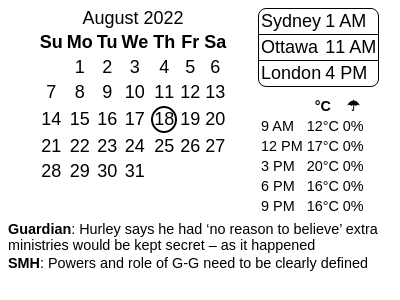 August 2022
Su Mo Tu We Th Fr Sa
1 2 3 4 5 6
7 8 9 10 11 12 13
14 15 16 17 18 19 20
21 22 23 24 25 26 27
28 29 30 31
Sydney 1 AM
Ottawa 11 AM
London 4 PM
°C ☂
9 AM 12°C 0%
12 PM 17°C 0%
3 PM 20°C 0%
6 PM 16°C 0%
9 PM 16°C 0%
Guardian: Hurley says he had ‘no reason to believe’ extra
ministries would be kept secret – as it happened
SMH: Powers and role of G-G need to be clearly defined